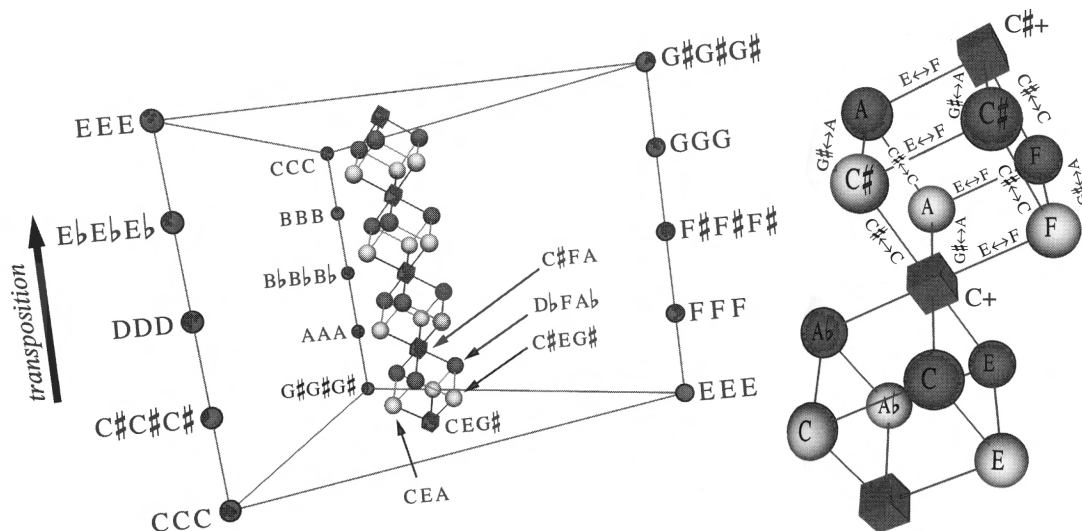 EEE
E♭E♭E♭
DDD
C♯C♯C♯
CCC
transposition
CCC
BBB
B♭B♭B♭
AAA
G♯G♯G♯
G♯G♯G♯
GGG
F♯F♯F♯
FFF
EEE
C♯FA
D♭FA♭
C♯EG♯
CEG♯
CEA
C♯+
E↔F
A
G♯↔A
C♯↔C
C♯
G♯↔A
E↔F
C♯↔C
F
C♯
E↔F
C♯↔C
G♯↔A
A
F
C♯↔C
G♯↔A
E↔F
C+
A♭
C
E
A♭
C
E